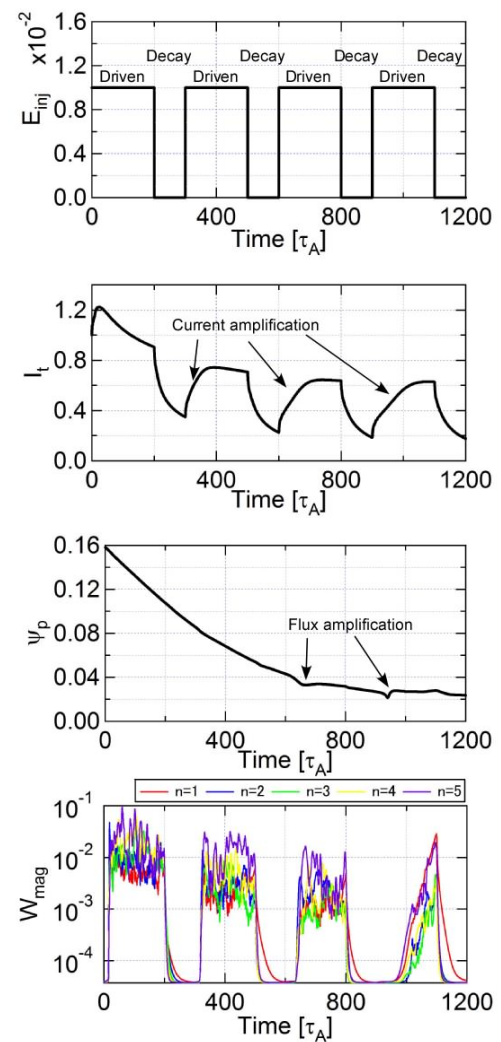 ×10⁻²
1.6
Decay Decay Decay Decay
1.2
Driven Driven Driven Driven
E_inj
0.8
0.4
0.0
0 400 800 1200
Time [τ_A]
1.2
Current amplification
I_t
0.8
0.4
0.0
0 400 800 1200
Time [τ_A]
0.16
0.12
Flux amplification
Ψ_p
0.08
0.04
0.00
0 400 800 1200
Time [τ_A]
n=1 n=2 n=3 n=4 n=5
10⁻¹
10⁻²
W_mag
10⁻³
10⁻⁴
0 400 800 1200
Time [τ_A]